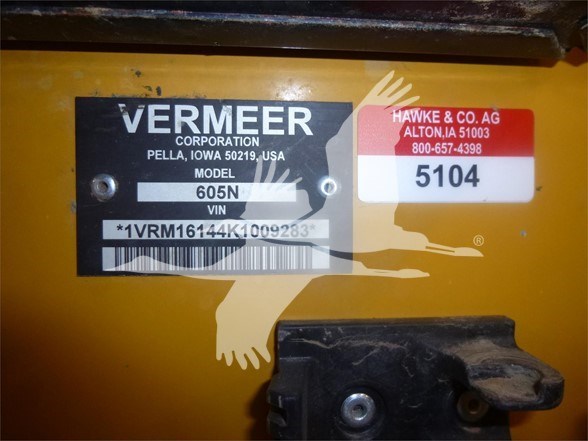 VERMEER
CORPORATION
PELLA, IOWA 50219, USA
MODEL
605N
VIN
*1VRM16144K1009283*
HAWKE & CO. AG
ALTON,IA 51003
800-657-4398
5104
®